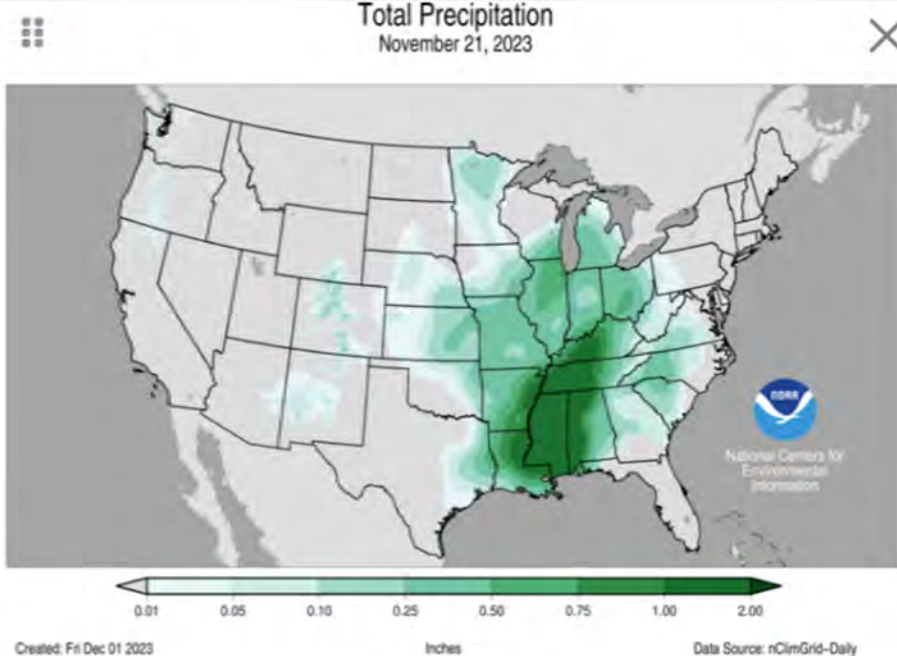 Total Precipitation
November 21, 2023
NOAA
National Centers for
Environmental
Information
0.01 0.05 0.10 0.25 0.50 0.75 1.00 2.00
Created: Fri Dec 01 2023 Inches Data Source: nClimGrid-Daily